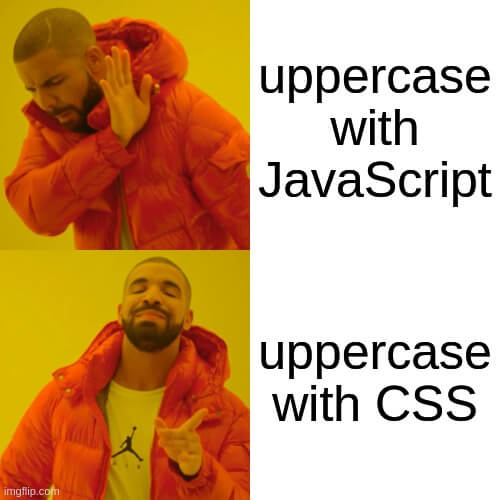 uppercase
with
JavaScript
uppercase
with CSS
imgflip.com